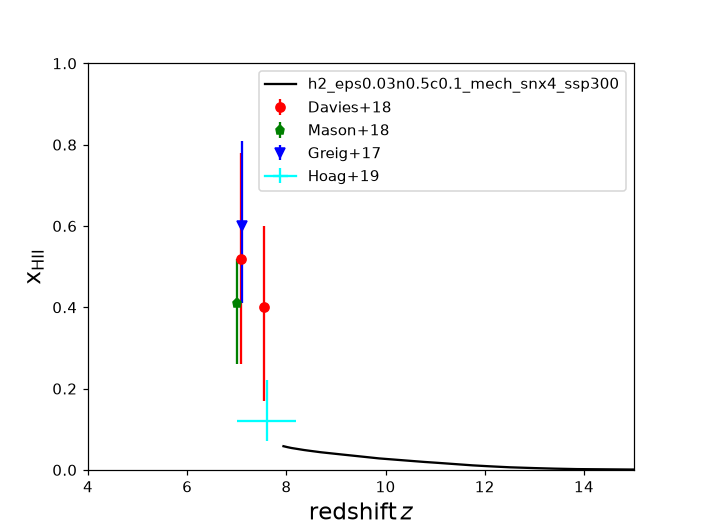 h2_eps0.03n0.5c0.1_mech_snx4_ssp300
Davies+18
Mason+18
Greig+17
Hoag+19
1.0
0.8
0.6
0.4
0.2
0.0
xHII
4 6 8 10 12 14
redshift z